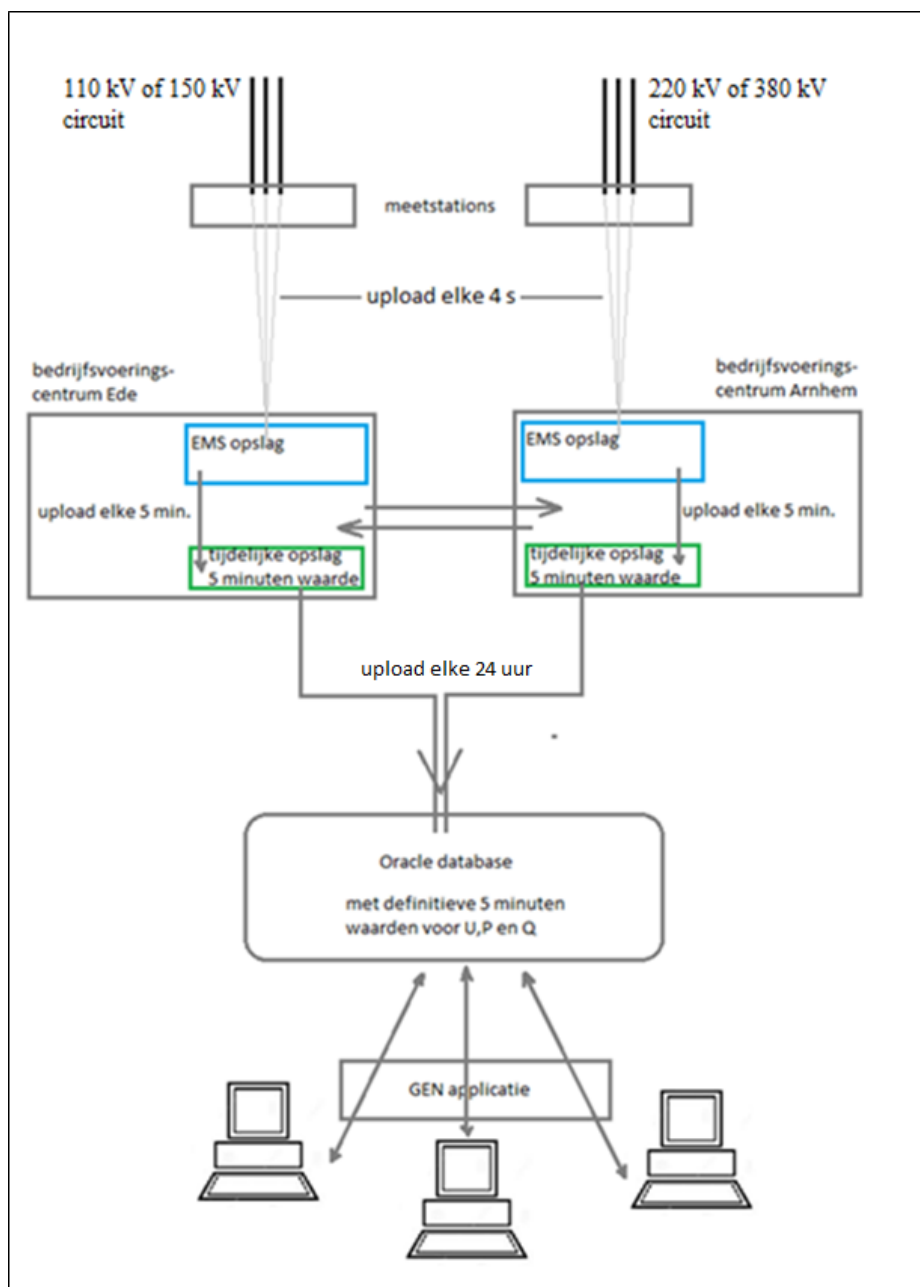 110 kV of 150 kV
circuit
220 kV of 380 kV
circuit
meetstations
upload elke 4 s
bedrijfsvoerings-
centrum Ede
bedrijfsvoerings-
centrum Arnhem
EMS opslag
EMS opslag
upload elke 5 min.
upload elke 5 min.
tijdelijke opslag
5 minuten waarde
tijdelijke opslag
5 minuten waarde
upload elke 24 uur
Oracle database
met definitieve 5 minuten
waarden voor U,P en Q
GEN applicatie